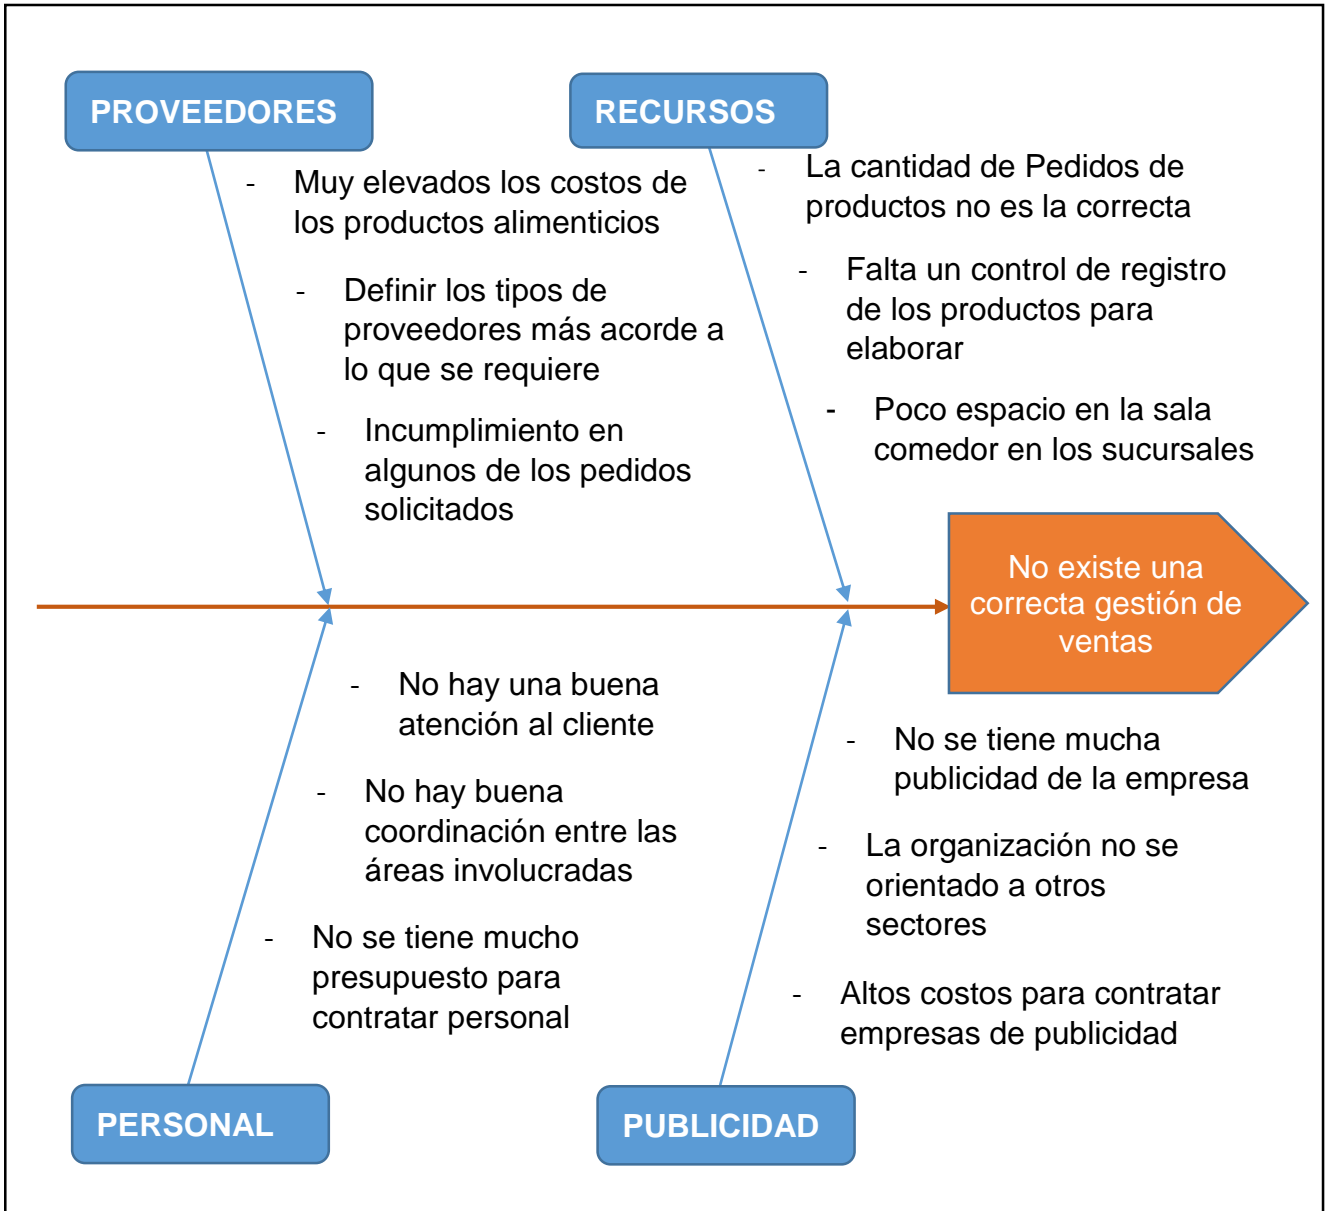 PROVEEDORES
- Muy elevados los costos de
los productos alimenticios
- Definir los tipos de
proveedores más acorde a
lo que se requiere
- Incumplimiento en
algunos de los pedidos
solicitados
RECURSOS
- La cantidad de Pedidos de
productos no es la correcta
- Falta un control de registro
de los productos para
elaborar
- Poco espacio en la sala
comedor en los sucursales
No existe una
correcta gestión de
ventas
- No hay una buena
atención al cliente
- No hay buena
coordinación entre las
áreas involucradas
- No se tiene mucho
presupuesto para
contratar personal
PERSONAL
- No se tiene mucha
publicidad de la empresa
- La organización no se
orientado a otros
sectores
- Altos costos para contratar
empresas de publicidad
PUBLICIDAD